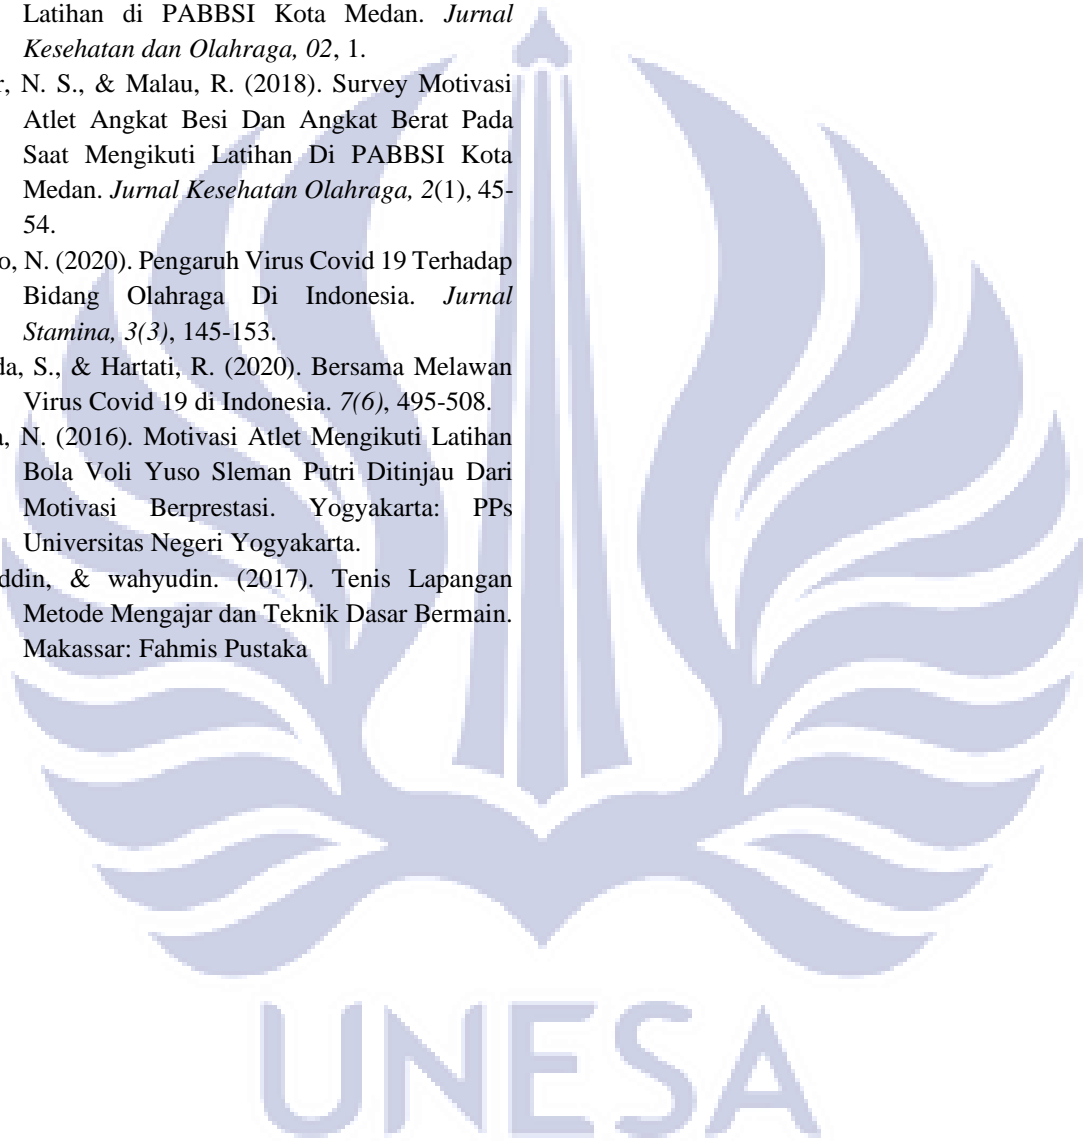 Latihan di PABBSI Kota Medan. Jurnal
Kesehatan dan Olahraga, 02, 1.
N. S., & Malau, R. (2018). Survey Motivasi
Atlet Angkat Besi Dan Angkat Berat Pada
Saat Mengikuti Latihan Di PABBSI Kota
Medan. Jurnal Kesehatan Olahraga, 2(1), 45-
54.
N. (2020). Pengaruh Virus Covid 19 Terhadap
Bidang Olahraga Di Indonesia. Jurnal
Stamina, 3(3), 145-153.
S., & Hartati, R. (2020). Bersama Melawan
Virus Covid 19 di Indonesia. 7(6), 495-508.
N. (2016). Motivasi Atlet Mengikuti Latihan
Bola Voli Yuso Sleman Putri Ditinjau Dari
Motivasi Berprestasi. Yogyakarta: PPs
Universitas Negeri Yogyakarta.
& wahyudin. (2017). Tenis Lapangan
Metode Mengajar dan Teknik Dasar Bermain.
Makassar: Fahmis Pustaka
UNESA